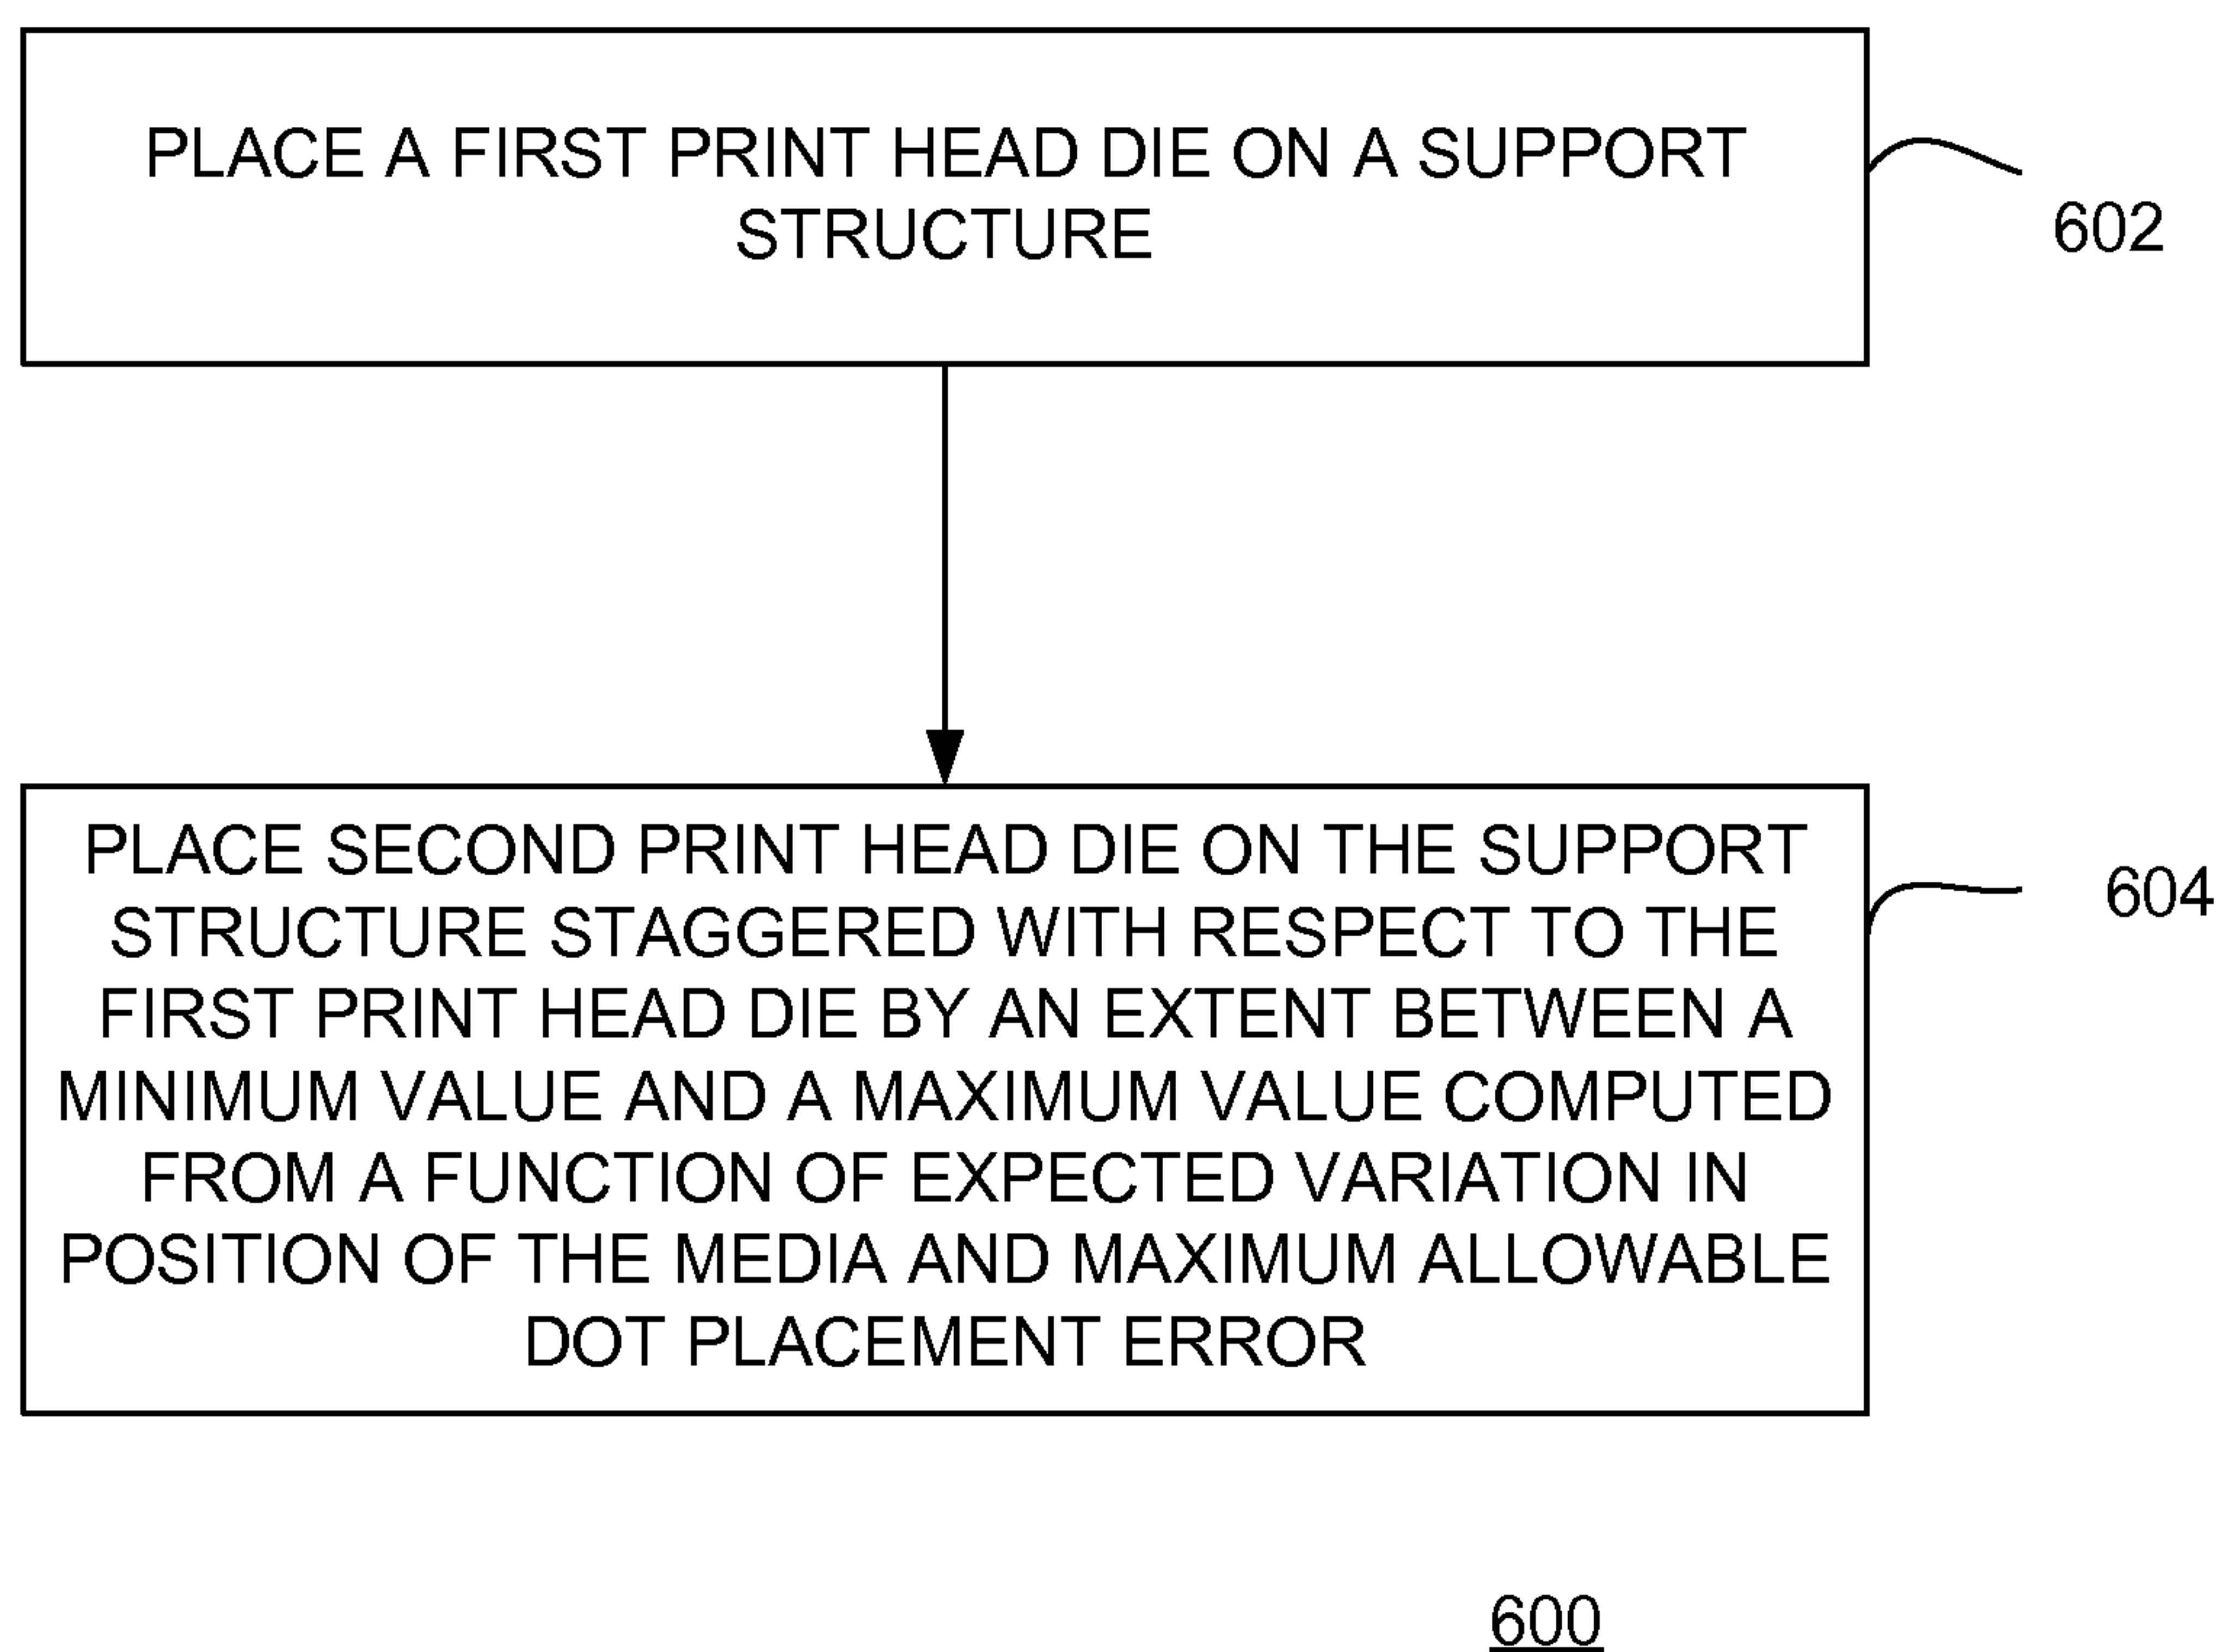 PLACE A FIRST PRINT HEAD DIE ON A SUPPORT
STRUCTURE
602
PLACE SECOND PRINT HEAD DIE ON THE SUPPORT
STRUCTURE STAGGERED WITH RESPECT TO THE
FIRST PRINT HEAD DIE BY AN EXTENT BETWEEN A
MINIMUM VALUE AND A MAXIMUM VALUE COMPUTED
FROM A FUNCTION OF EXPECTED VARIATION IN
POSITION OF THE MEDIA AND MAXIMUM ALLOWABLE
DOT PLACEMENT ERROR
604
600